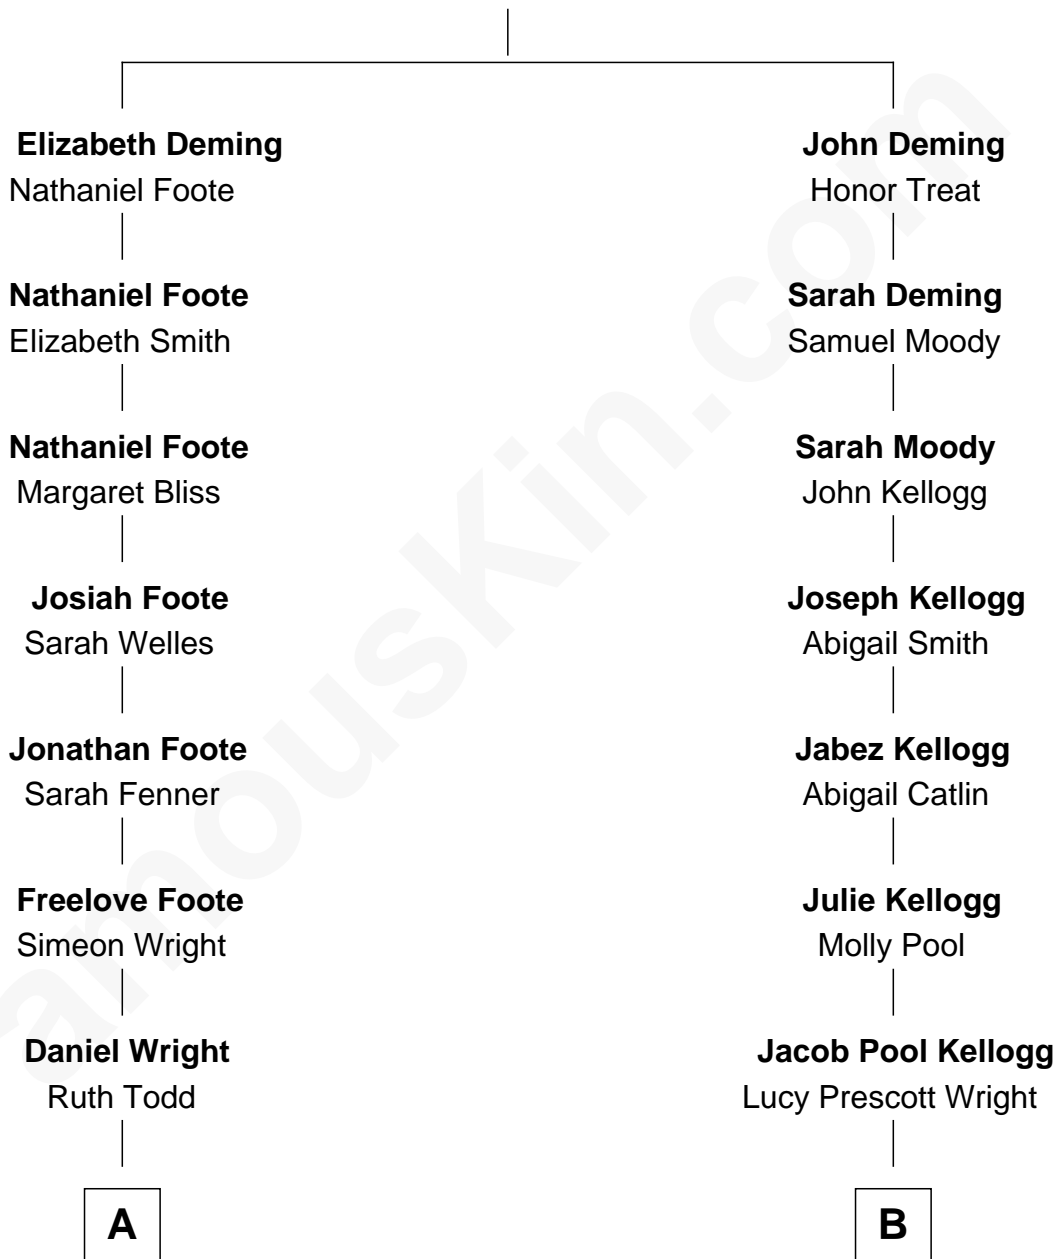 Elizabeth Deming
Nathaniel Foote
John Deming
Honor Treat
Nathaniel Foote
Elizabeth Smith
Sarah Deming
Samuel Moody
Nathaniel Foote
Margaret Bliss
Sarah Moody
John Kellogg
Josiah Foote
Sarah Welles
Joseph Kellogg
Abigail Smith
Jonathan Foote
Sarah Fenner
Jabez Kellogg
Abigail Catlin
Freelove Foote
Simeon Wright
Julie Kellogg
Molly Pool
Daniel Wright
Ruth Todd
Jacob Pool Kellogg
Lucy Prescott Wright
A
B
amousKin.com